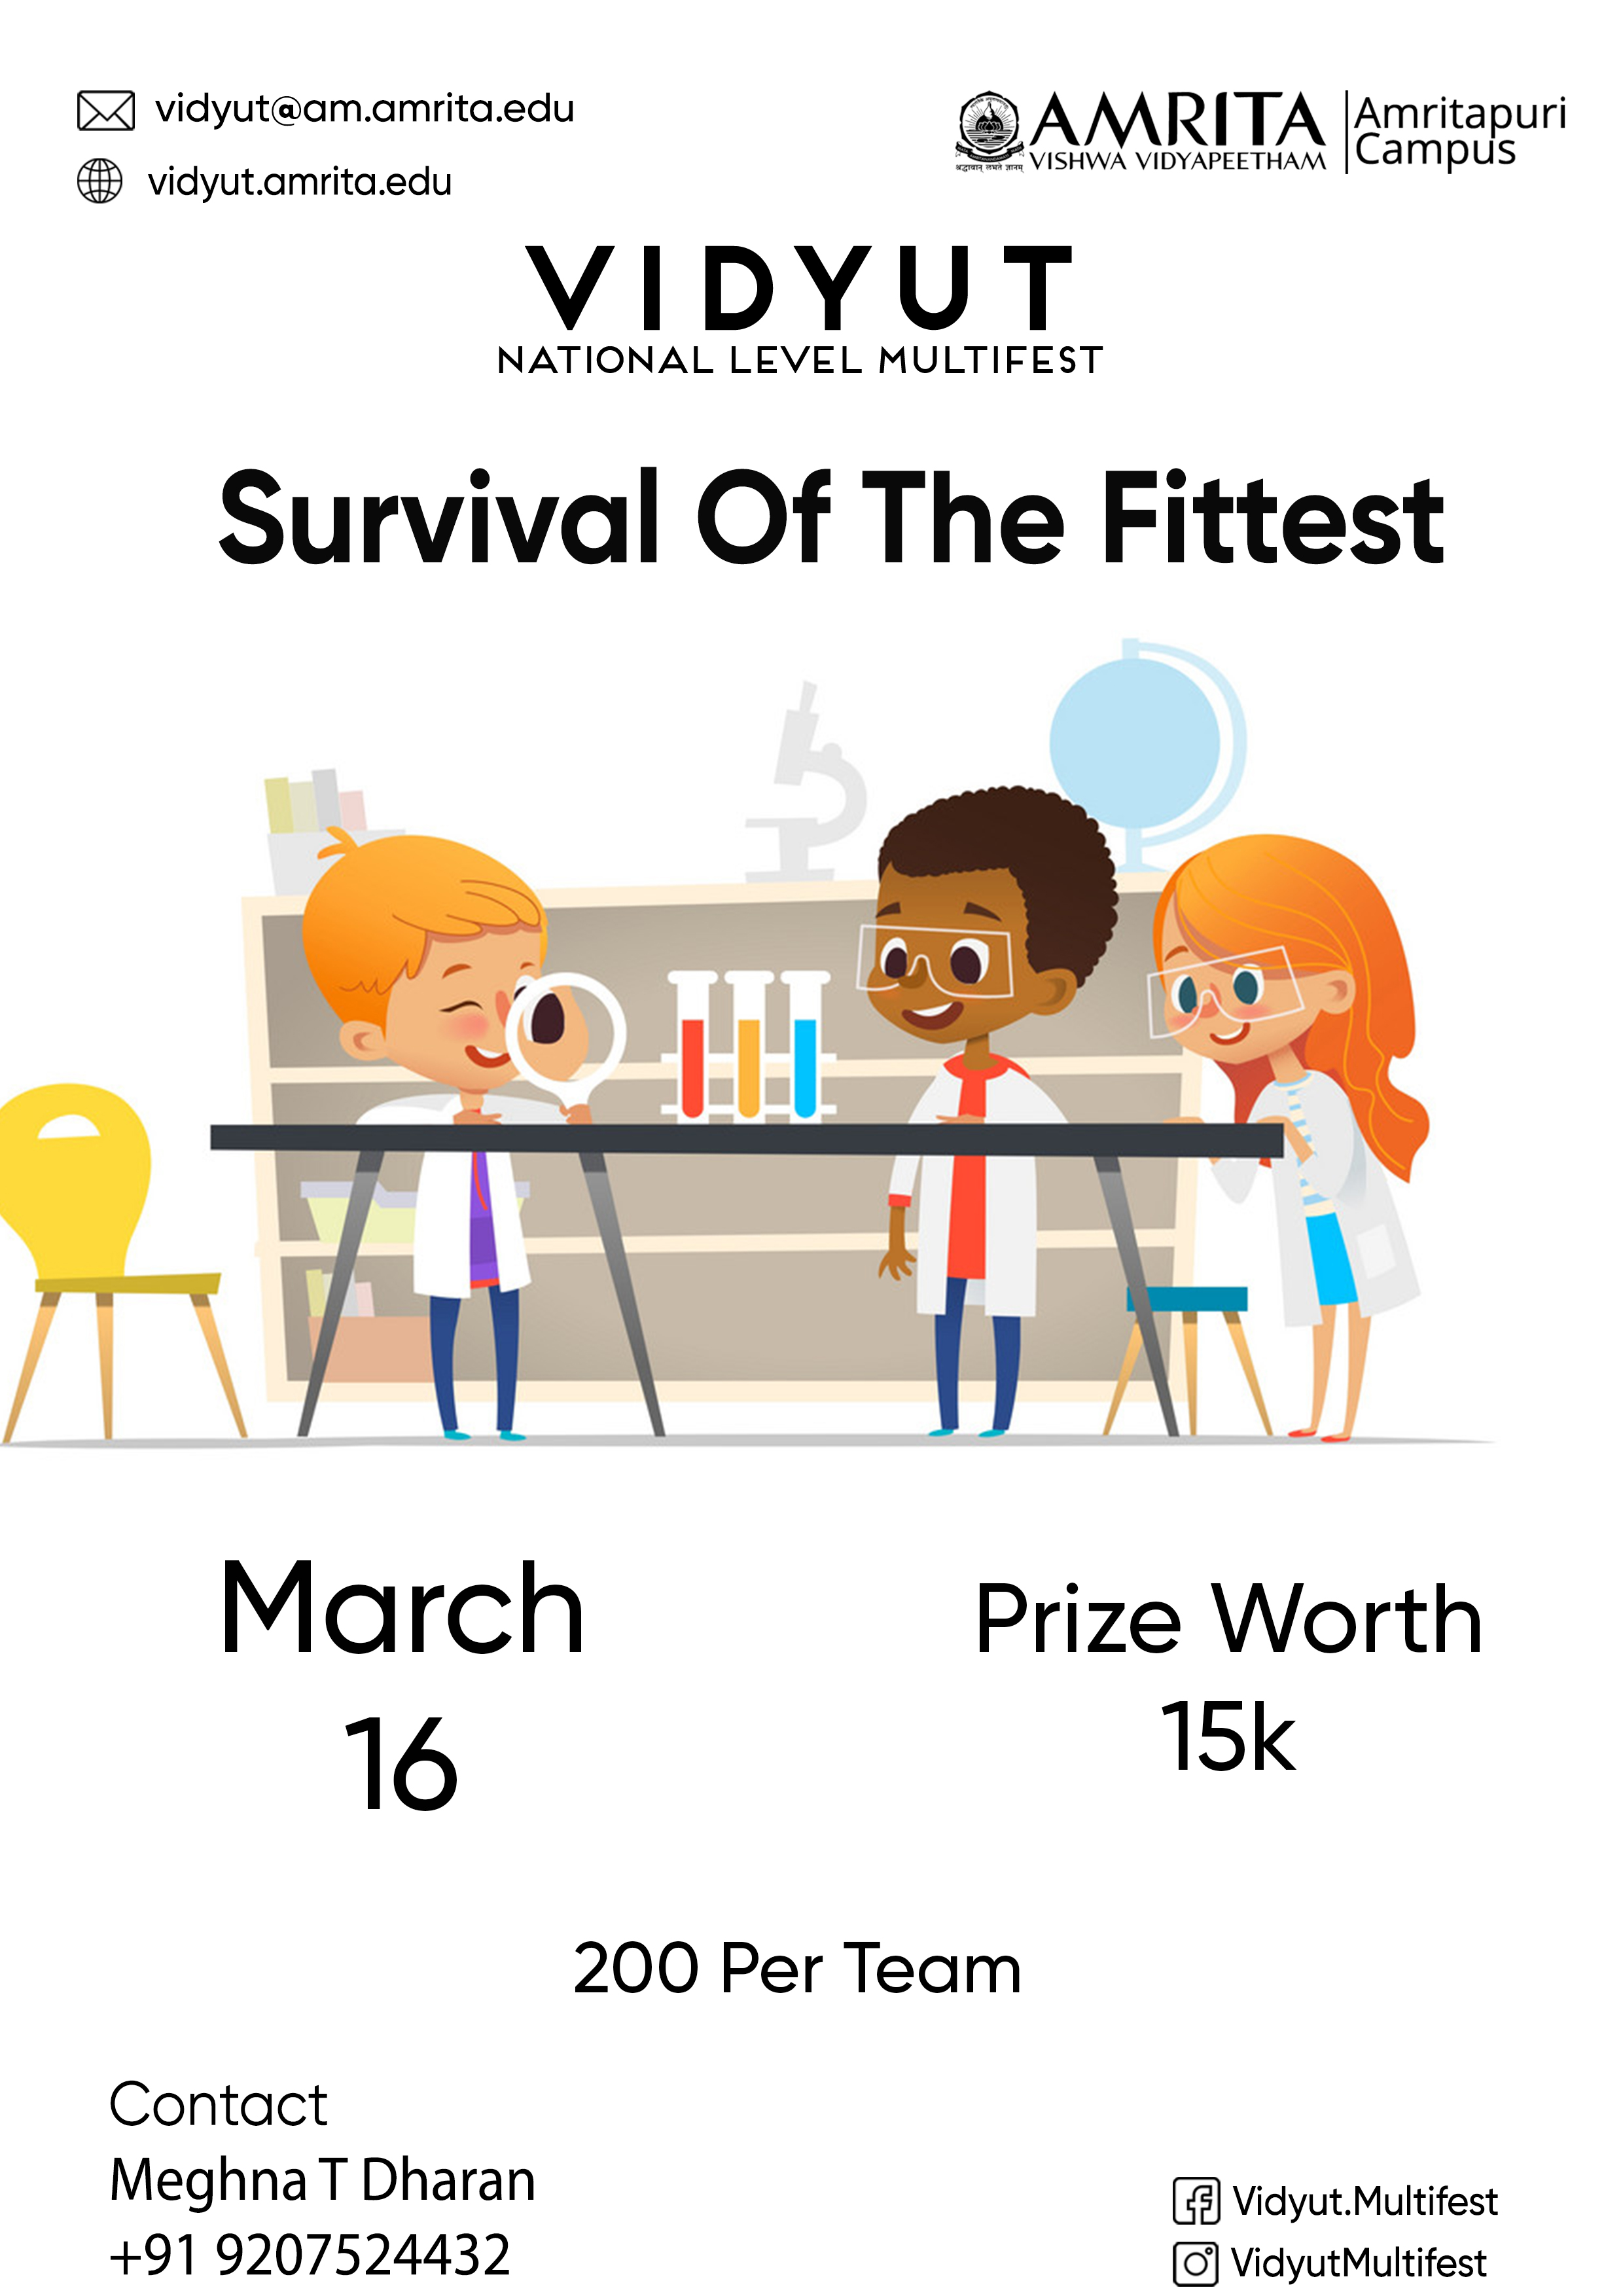 vidyut@am.amrita.edu
vidyut.amrita.edu
AMRITA
VISHWA VIDYAPEETHAM
श्रद्धावान् लभते ज्ञानम्
Amritapuri
Campus
VIDYUT
NATIONAL LEVEL MULTIFEST
Survival Of The Fittest
March
16
Prize Worth
15k
200 Per Team
Contact
Meghna T Dharan
+91 9207524432
Vidyut.Multifest
VidyutMultifest